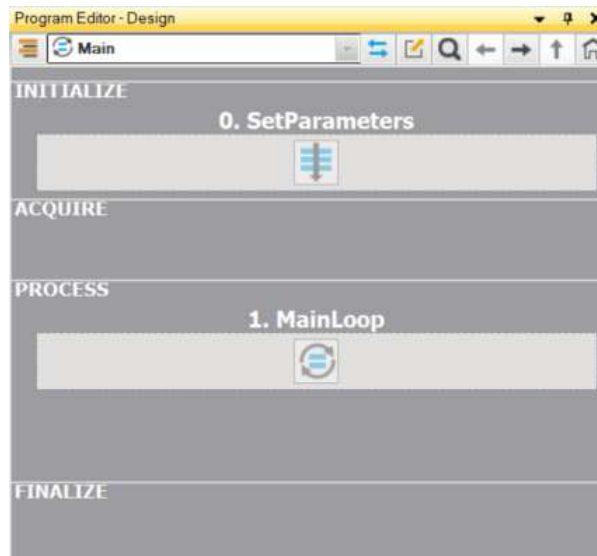 Program Editor - Design
Main
INITIALIZE
0. SetParameters
ACQUIRE
PROCESS
1. MainLoop
FINALIZE